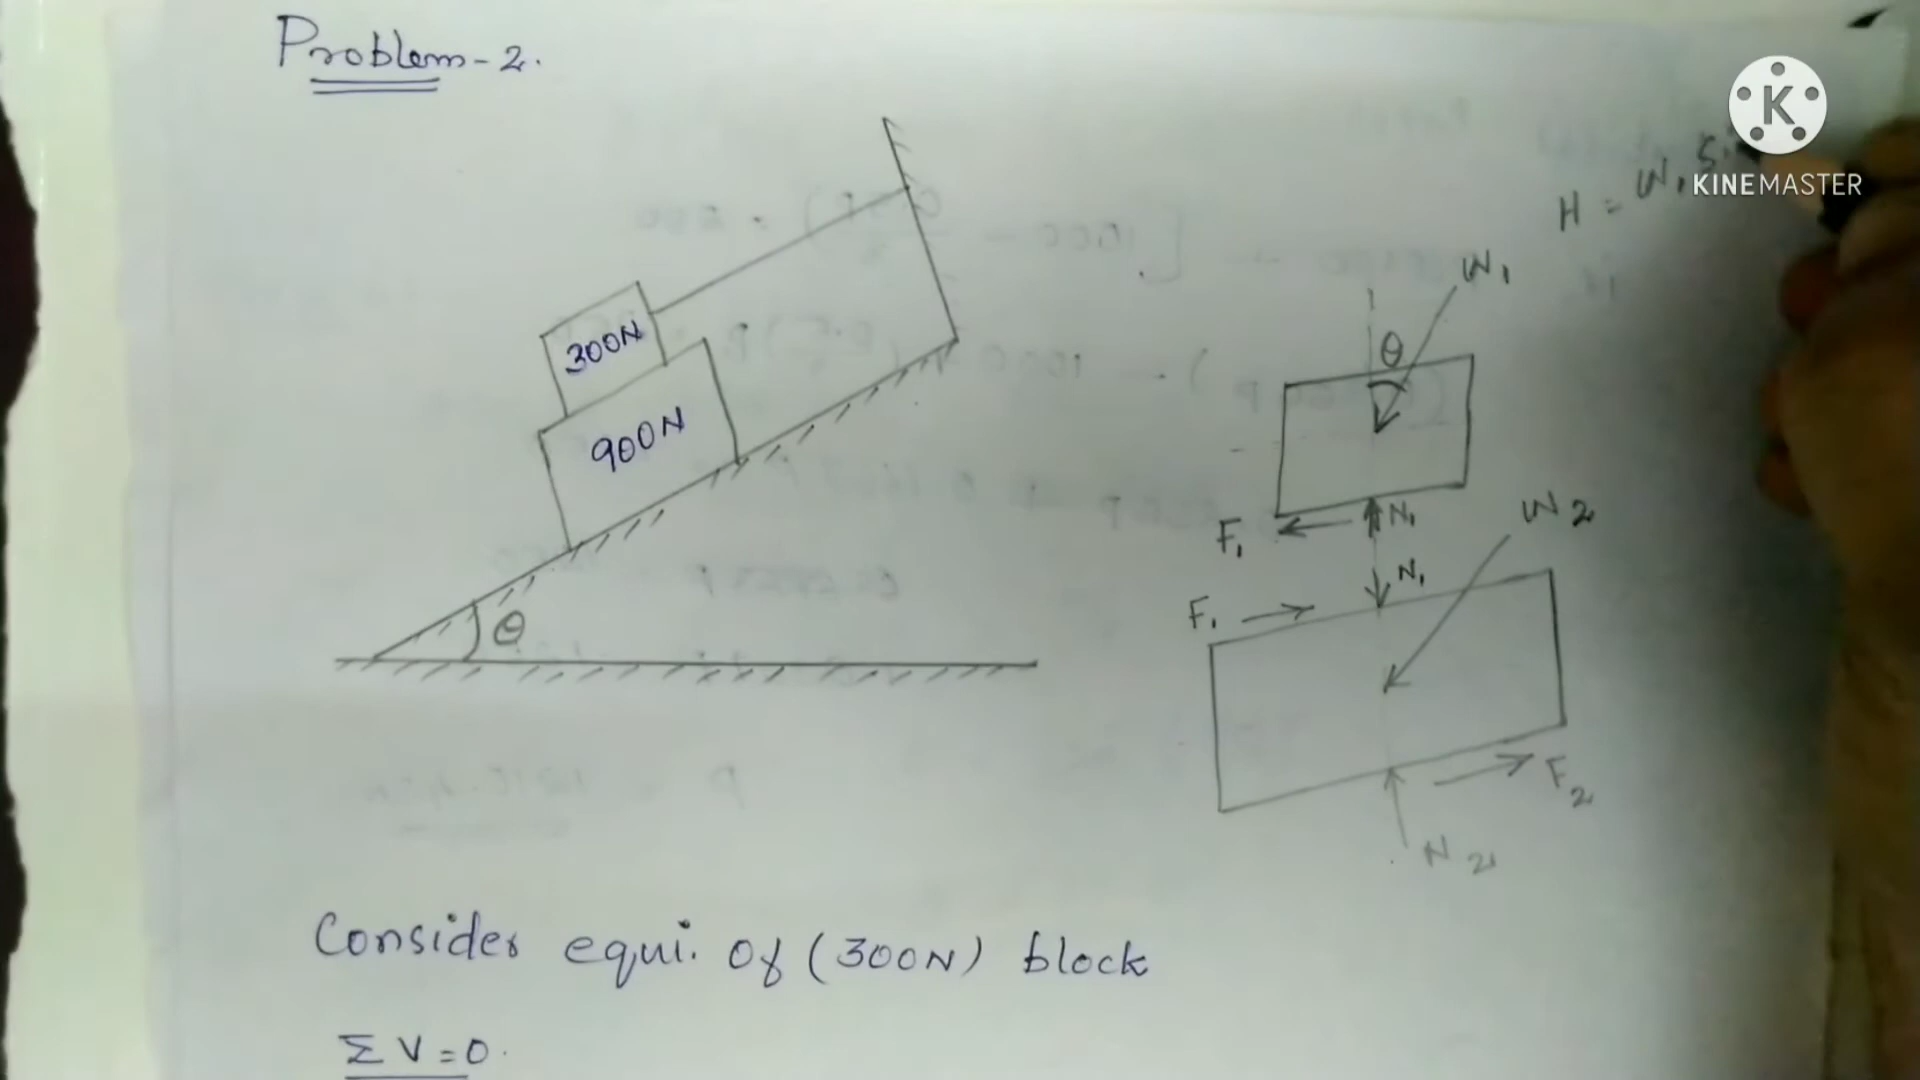 Problem-2.
300N
900N
θ
H = W₁ Si
W₁
θ
F₁
N₁
W₂
N₁
F₁
F₂
N₂
Consider equi. of (300N) block
ΣV=0.
K
KINEMASTER